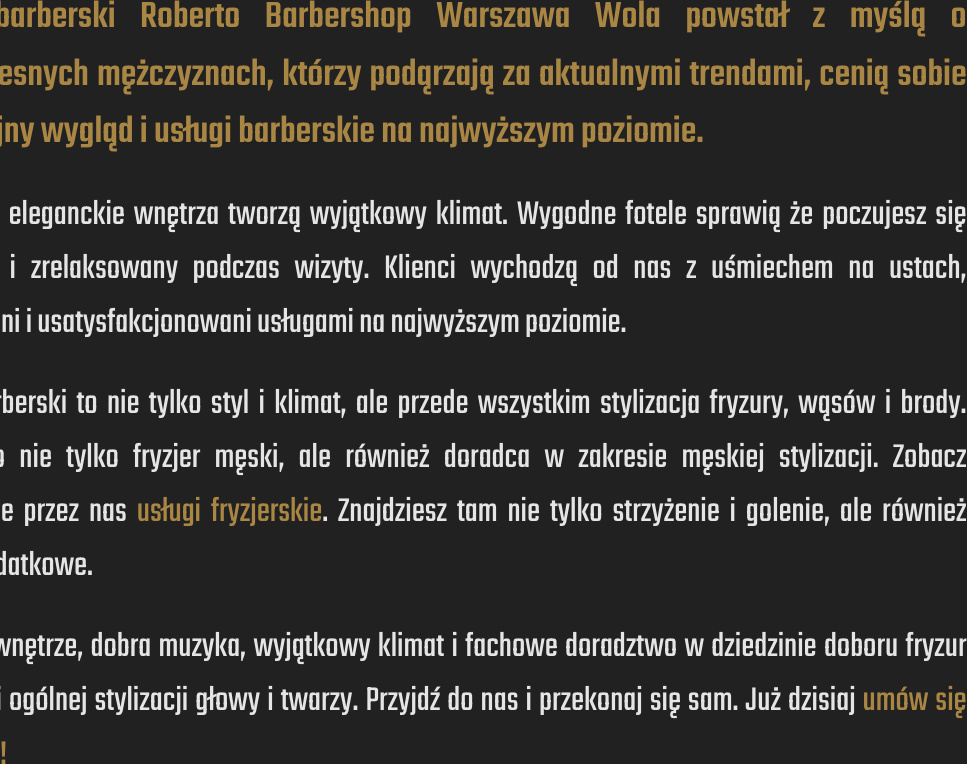 barberski Roberto Barbershop Warszawa Wola powstał z myślą o
esnych mężczyznach, którzy podąrzają za aktualnymi trendami, cenią sobie
jny wygląd i usługi barberskie na najwyższym poziomie.
eleganckie wnętrza tworzą wyjątkowy klimat. Wygodne fotele sprawią że poczujesz się
i zrelaksowany podczas wizyty. Klienci wychodzą od nas z uśmiechem na ustach,
ni i usatysfakcjonowani usługami na najwyższym poziomie.
rberski to nie tylko styl i klimat, ale przede wszystkim stylizacja fryzury, wąsów i brody.
o nie tylko fryzjer męski, ale również doradca w zakresie męskiej stylizacji. Zobacz
e przez nas usługi fryzjerskie. Znajdziesz tam nie tylko strzyżenie i golenie, ale również
datkowe.
wnętrze, dobra muzyka, wyjątkowy klimat i fachowe doradztwo w dziedzinie doboru fryzur
i ogólnej stylizacji głowy i twarzy. Przyjdź do nas i przekonaj się sam. Już dzisiaj umów się
!